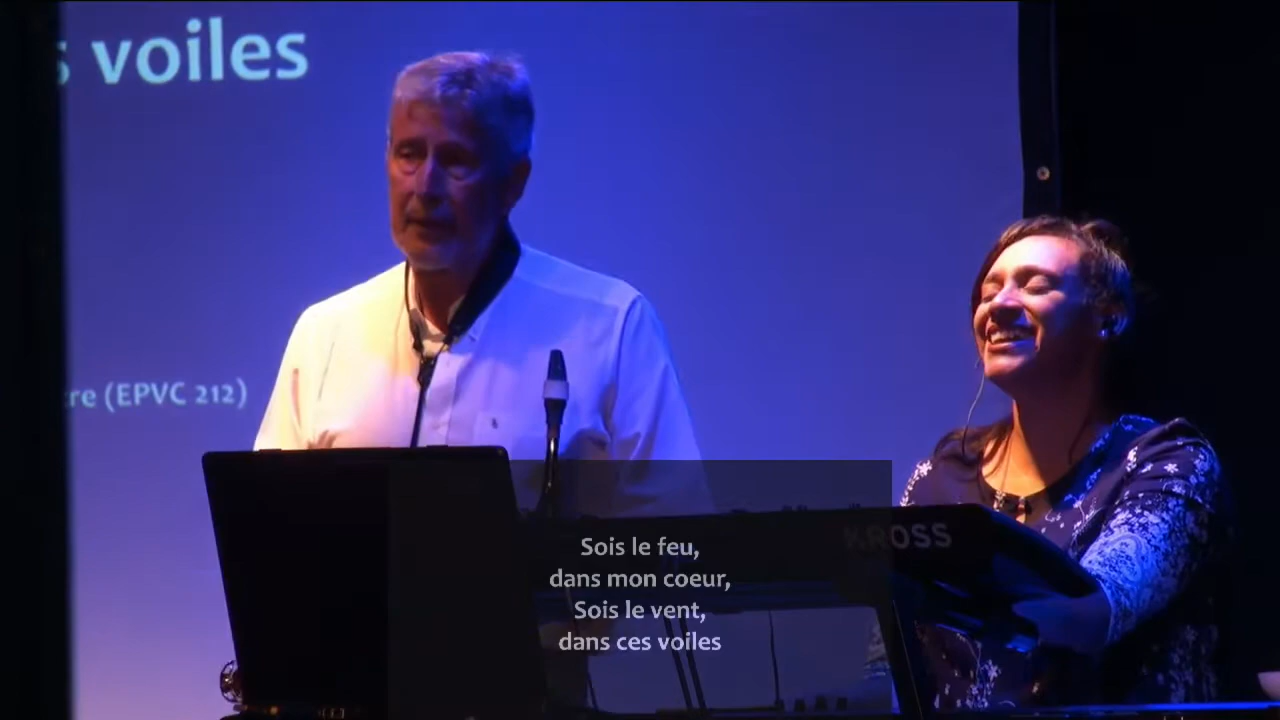 s voiles
re (EPVC 212)
KROSS
Sois le feu,
dans mon coeur,
Sois le vent,
dans ces voiles